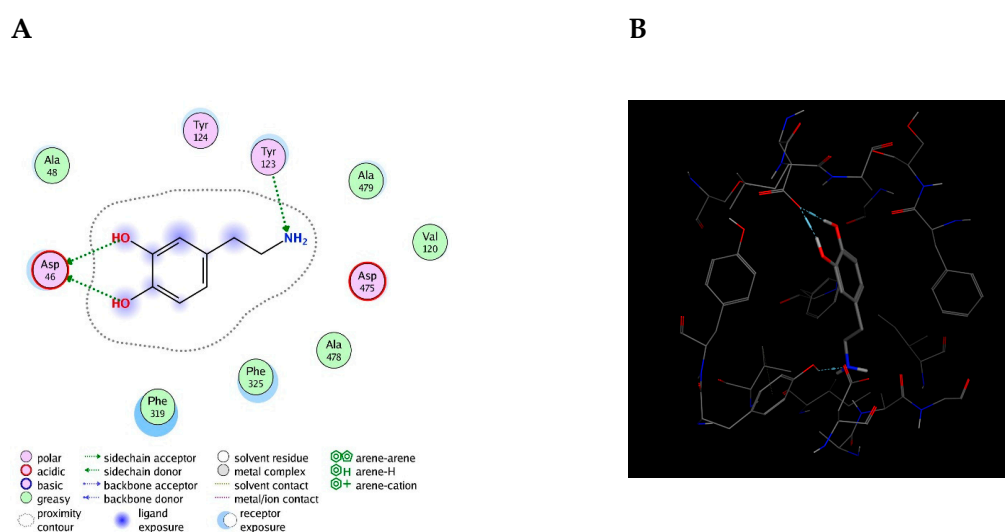 A
B
Tyr
124
Tyr
123
Ala
48
Ala
479
HO
NH2
Val
120
Asp
46
Asp
475
HO
Ala
478
Phe
325
Phe
319
polar
sidechain acceptor
solvent residue
arene-arene
acidic
sidechain donor
metal complex
H arene-H
basic
backbone acceptor
solvent contact
+ arene-cation
greasy
backbone donor
metal/ion contact
proximity
contour
ligand
exposure
receptor
exposure